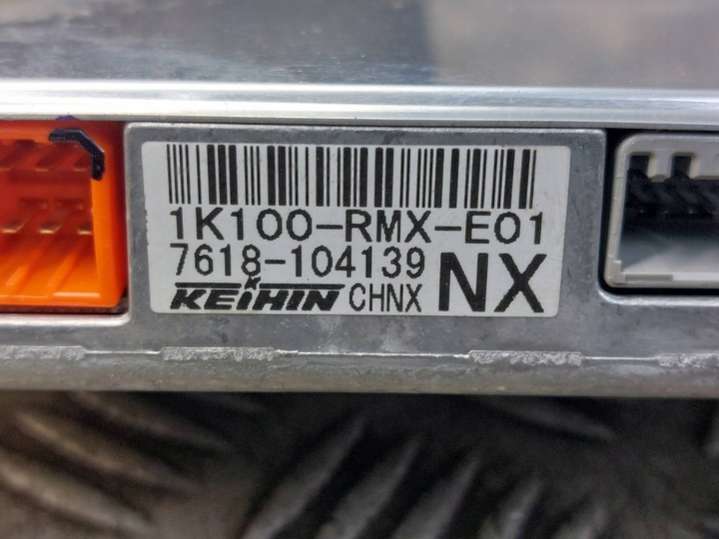 1K100-RMX-E01
7618-104139
KEIHIN CHNX NX